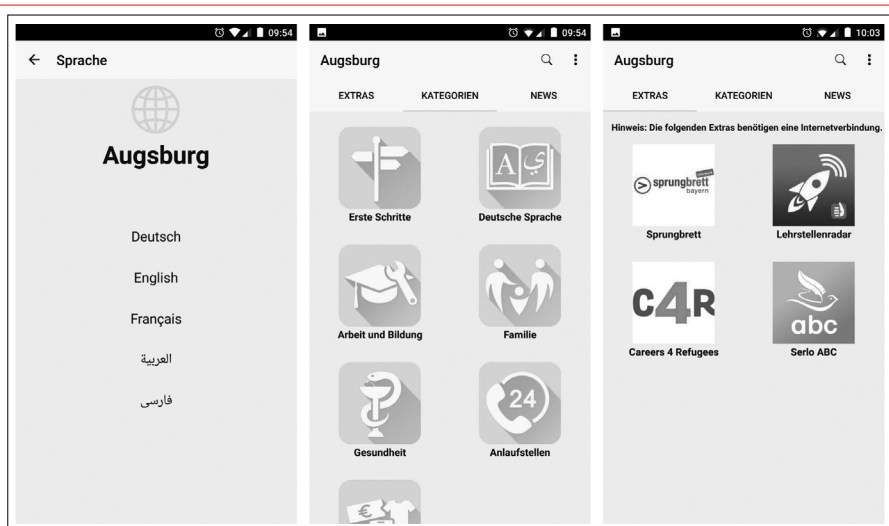 09:54
Sprache
Augsburg
Deutsch
English
Français
العربية
فارسی
09:54
Augsburg
EXTRAS KATEGORIEN NEWS
A ي
Erste Schritte Deutsche Sprache
Arbeit und Bildung Familie
24
Gesundheit Anlaufstellen
€
10:03
Augsburg
EXTRAS KATEGORIEN NEWS
Hinweis: Die folgenden Extras benötigen eine Internetverbindung.
sprungbrett
bayern
Sprungbrett Lehrstellenradar
C4R abc
Careers 4 Refugees Serlo ABC